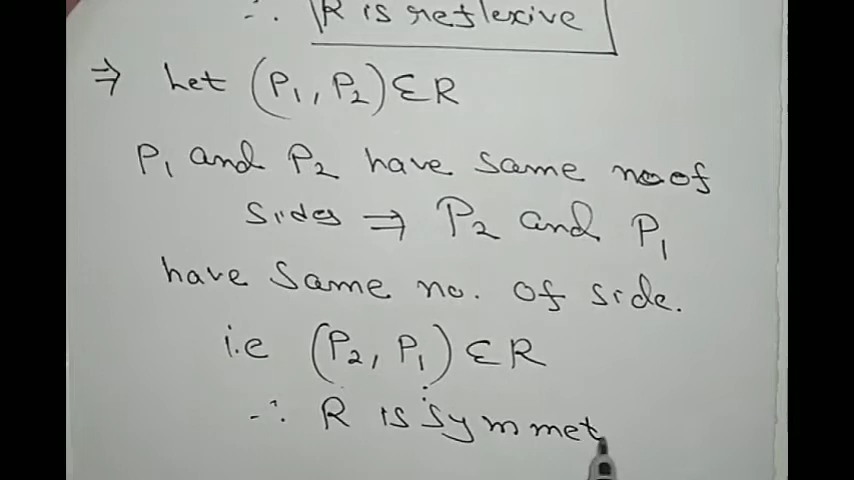 ∴ R is reflexive
⇒ Let (P₁, P₂) ∈ R
P₁ and P₂ have same no of
sides ⇒ P₂ and P₁
have same no. of side.
i.e (P₂, P₁) ∈ R
∴ R is symmet